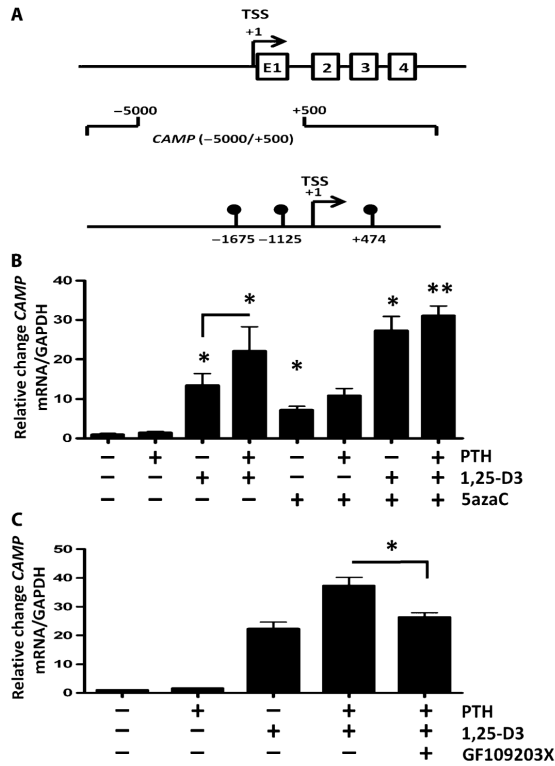 A
TSS
+1
E1 2 3 4
−5000 +500
CAMP (−5000/+500)
TSS
+1
−1675 −1125 +474
B
Relative change CAMP
mRNA/GAPDH
40
30
20
10
0
* * * * **
− + − + − + − + PTH
− − + + − − + + 1,25-D3
− − − − + + + + 5azaC
C
Relative change CAMP
mRNA/GAPDH
50
40
30
20
10
0
*
− + − + + PTH
− − + + + 1,25-D3
− − − − + GF109203X